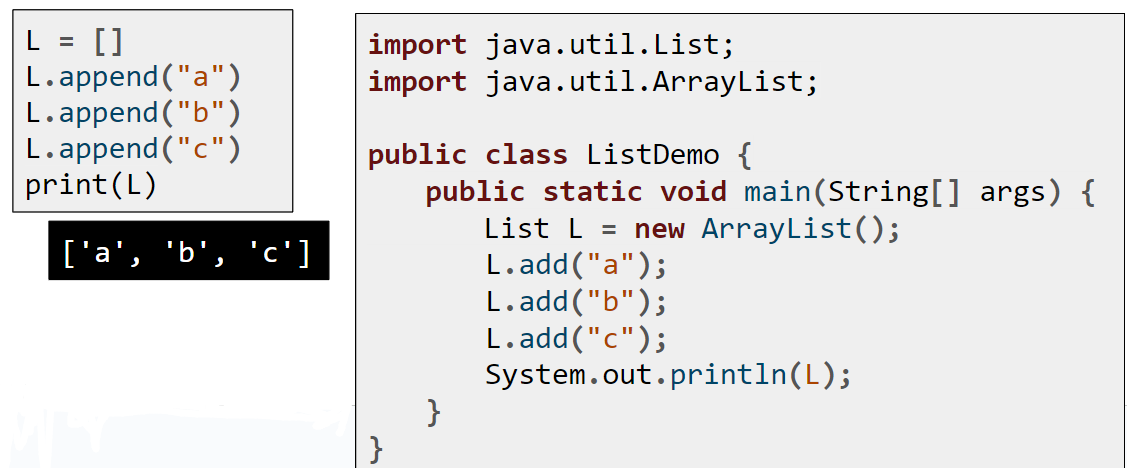 L = []
L.append("a")
L.append("b")
L.append("c")
print(L)
['a', 'b', 'c']
import java.util.List;
import java.util.ArrayList;
public class ListDemo {
public static void main(String[] args) {
List L = new ArrayList();
L.add("a");
L.add("b");
L.add("c");
System.out.println(L);
}
}